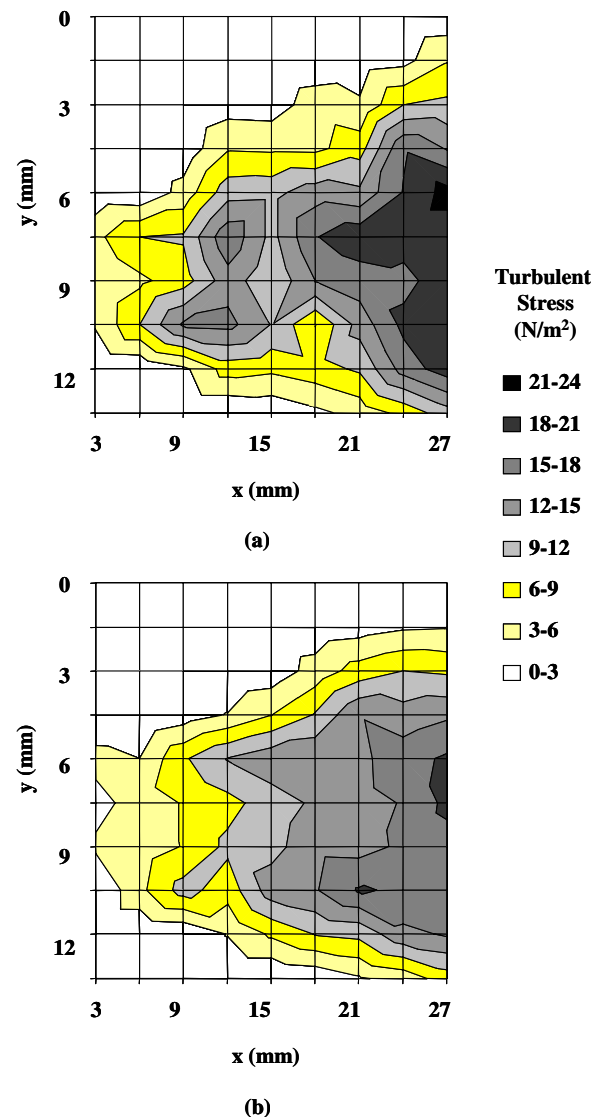 0
3
6
9
12
y (mm)
3 9 15 21 27
x (mm)
(a)
Turbulent
Stress
(N/m²)
21-24
18-21
15-18
12-15
9-12
6-9
3-6
0-3
0
3
6
9
12
y (mm)
3 9 15 21 27
x (mm)
(b)